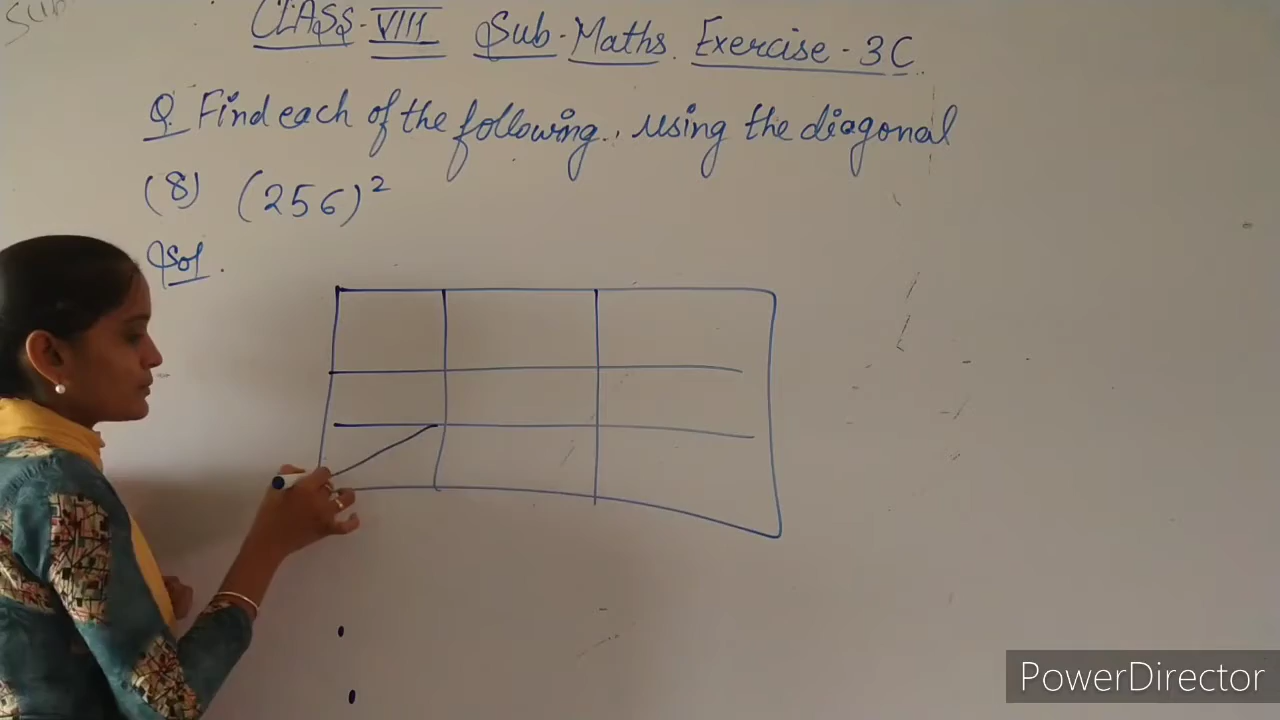 CLASS-VIII Sub-Maths. Exercise-3C.
Q. Find each of the following, using the diagonal
(8) (256)²
Sol.
PowerDirector